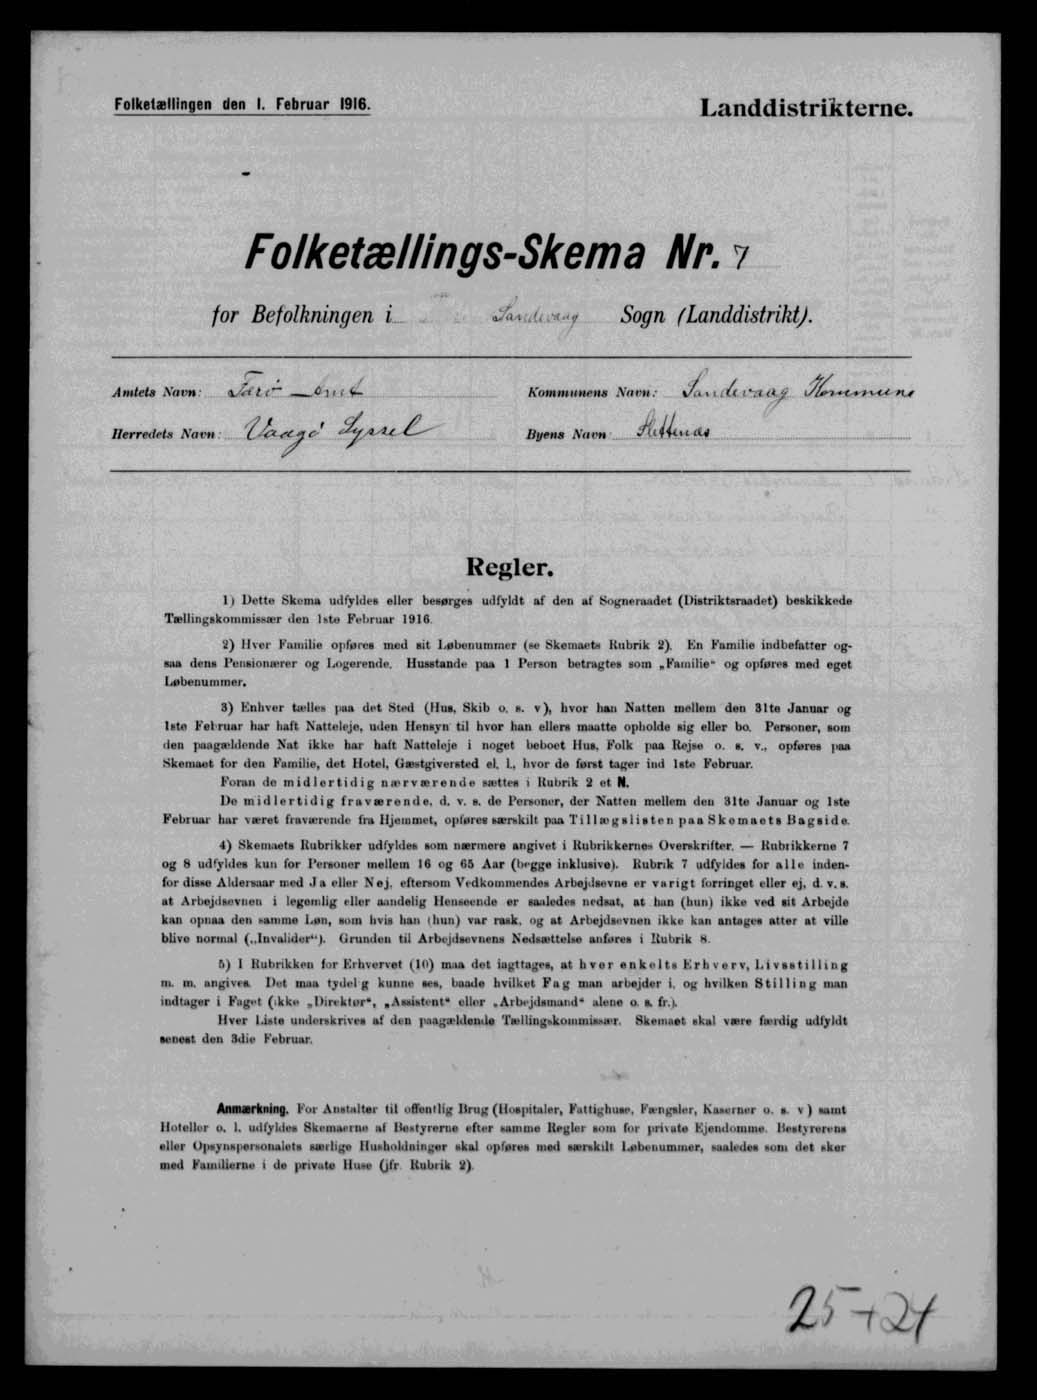 Folketællingen den 1. Februar 1916.
Landdistrikterne.
Folketællings-Skema Nr. 7
for Befolkningen i Sandevaag Sogn (Landdistrikt).
Amtets Navn: Færø Amt
Kommunens Navn: Sandevaag Kommune
Herredets Navn: Vaagø Syssel
Byens Navn:
Regler.
1) Dette Skema udfyldes eller besørges udfyldt af den af Sogneraadet (Distriktsraadet) beskikkede
Tællingskommissær den 1ste Februar 1916.
2) Hver Familie opføres med sit Løbenummer (se Skemaets Rubrik 2). En Familie indbefatter og-
saa dens Pensionærer og Logerende. Husstande paa 1 Person betragtes som „Familie“ og opføres med eget
Løbenummer.
3) Enhver tælles paa det Sted (Hus, Skib o. s. v), hvor han Natten mellem den 31te Januar og
1ste Februar har haft Natteleje, uden Hensyn til hvor han ellers maatte opholde sig eller bo. Personer, som
den paagældende Nat ikke har haft Natteleje i noget beboet Hus, Folk paa Rejse o. s. v., opføres paa
Skemaet for den Familie, det Hotel, Gæstgiversted el. l., hvor de først tager ind 1ste Februar.
Foran de midlertidig nærværende sættes i Rubrik 2 et N.
De midlertidig fraværende, d. v. s. de Personer, der Natten mellem den 31te Januar og 1ste
Februar har været fraværende fra Hjemmet, opføres særskilt paa Tillægslisten paa Skemaets Bagside.
4) Skemaets Rubrikker udfyldes som nærmere angivet i Rubrikkernes Overskrifter. — Rubrikkerne 7
og 8 udfyldes kun for Personer mellem 16 og 65 Aar (begge inklusive). Rubrik 7 udfyldes for alle inden-
for disse Aldersaar med Ja eller Nej, eftersom Vedkommendes Arbejdsevne er varigt forringet eller ej, d. v. s.
at Arbejdsevnen i legemlig eller aandelig Henseende er saaledes nedsat, at han (hun) ikke ved sit Arbejde
kan opnaa den samme Løn, som hvis han (hun) var rask, og at Arbejdsevnen ikke kan antages atter at ville
blive normal („Invalider“). Grunden til Arbejdsevnens Nedsættelse anføres i Rubrik 8.
5) I Rubrikken for Erhvervet (10) maa det iagttages, at hver enkelts Erhverv, Livsstilling
m. m. angives. Det maa tydelig kunne ses, baade hvilket Fag man arbejder i, og hvilken Stilling man
indtager i Faget (ikke „Direktør“, „Assistent“ eller „Arbejdsmand“ alene o. s. fr.).
Hver Liste underskrives af den paagældende Tællingskommissær. Skemaet skal være færdig udfyldt
senest den 3die Februar.
Anmærkning. For Anstalter til offentlig Brug (Hospitaler, Fattighuse, Fængsler, Kaserner o. s. v) samt
Hoteller o. l. udfyldes Skemaerne af Bestyrerne efter samme Regler som for private Ejendomme. Bestyrerens
eller Opsynspersonalets særlige Husholdninger skal opføres med særskilt Løbenummer, saaledes som det sker
med Familierne i de private Huse (jfr. Rubrik 2).
25+24